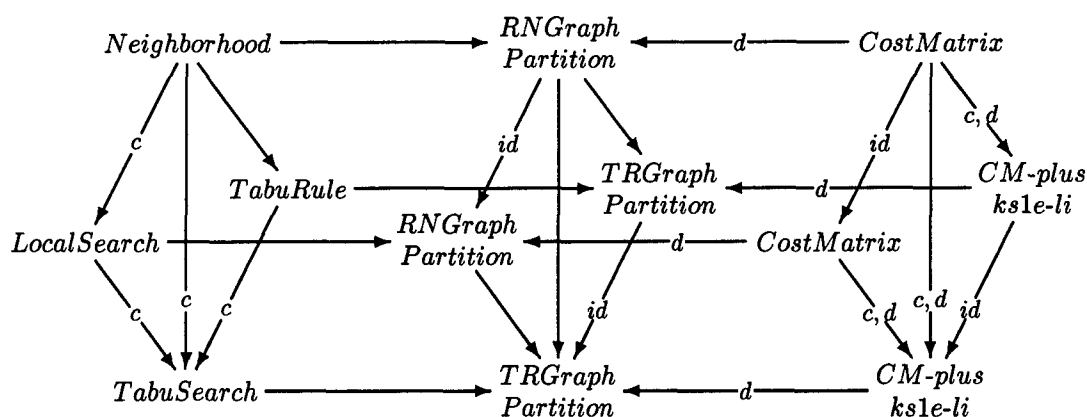 Neighborhood
RNGraph
Partition
d
CostMatrix
c
id
id
c, d
TabuRule
TRGraph
Partition
d
CM-plus
ks1e-li
LocalSearch
RNGraph
Partition
d
CostMatrix
c
c
c
id
c, d
c, d
id
TabuSearch
TRGraph
Partition
d
CM-plus
ks1e-li